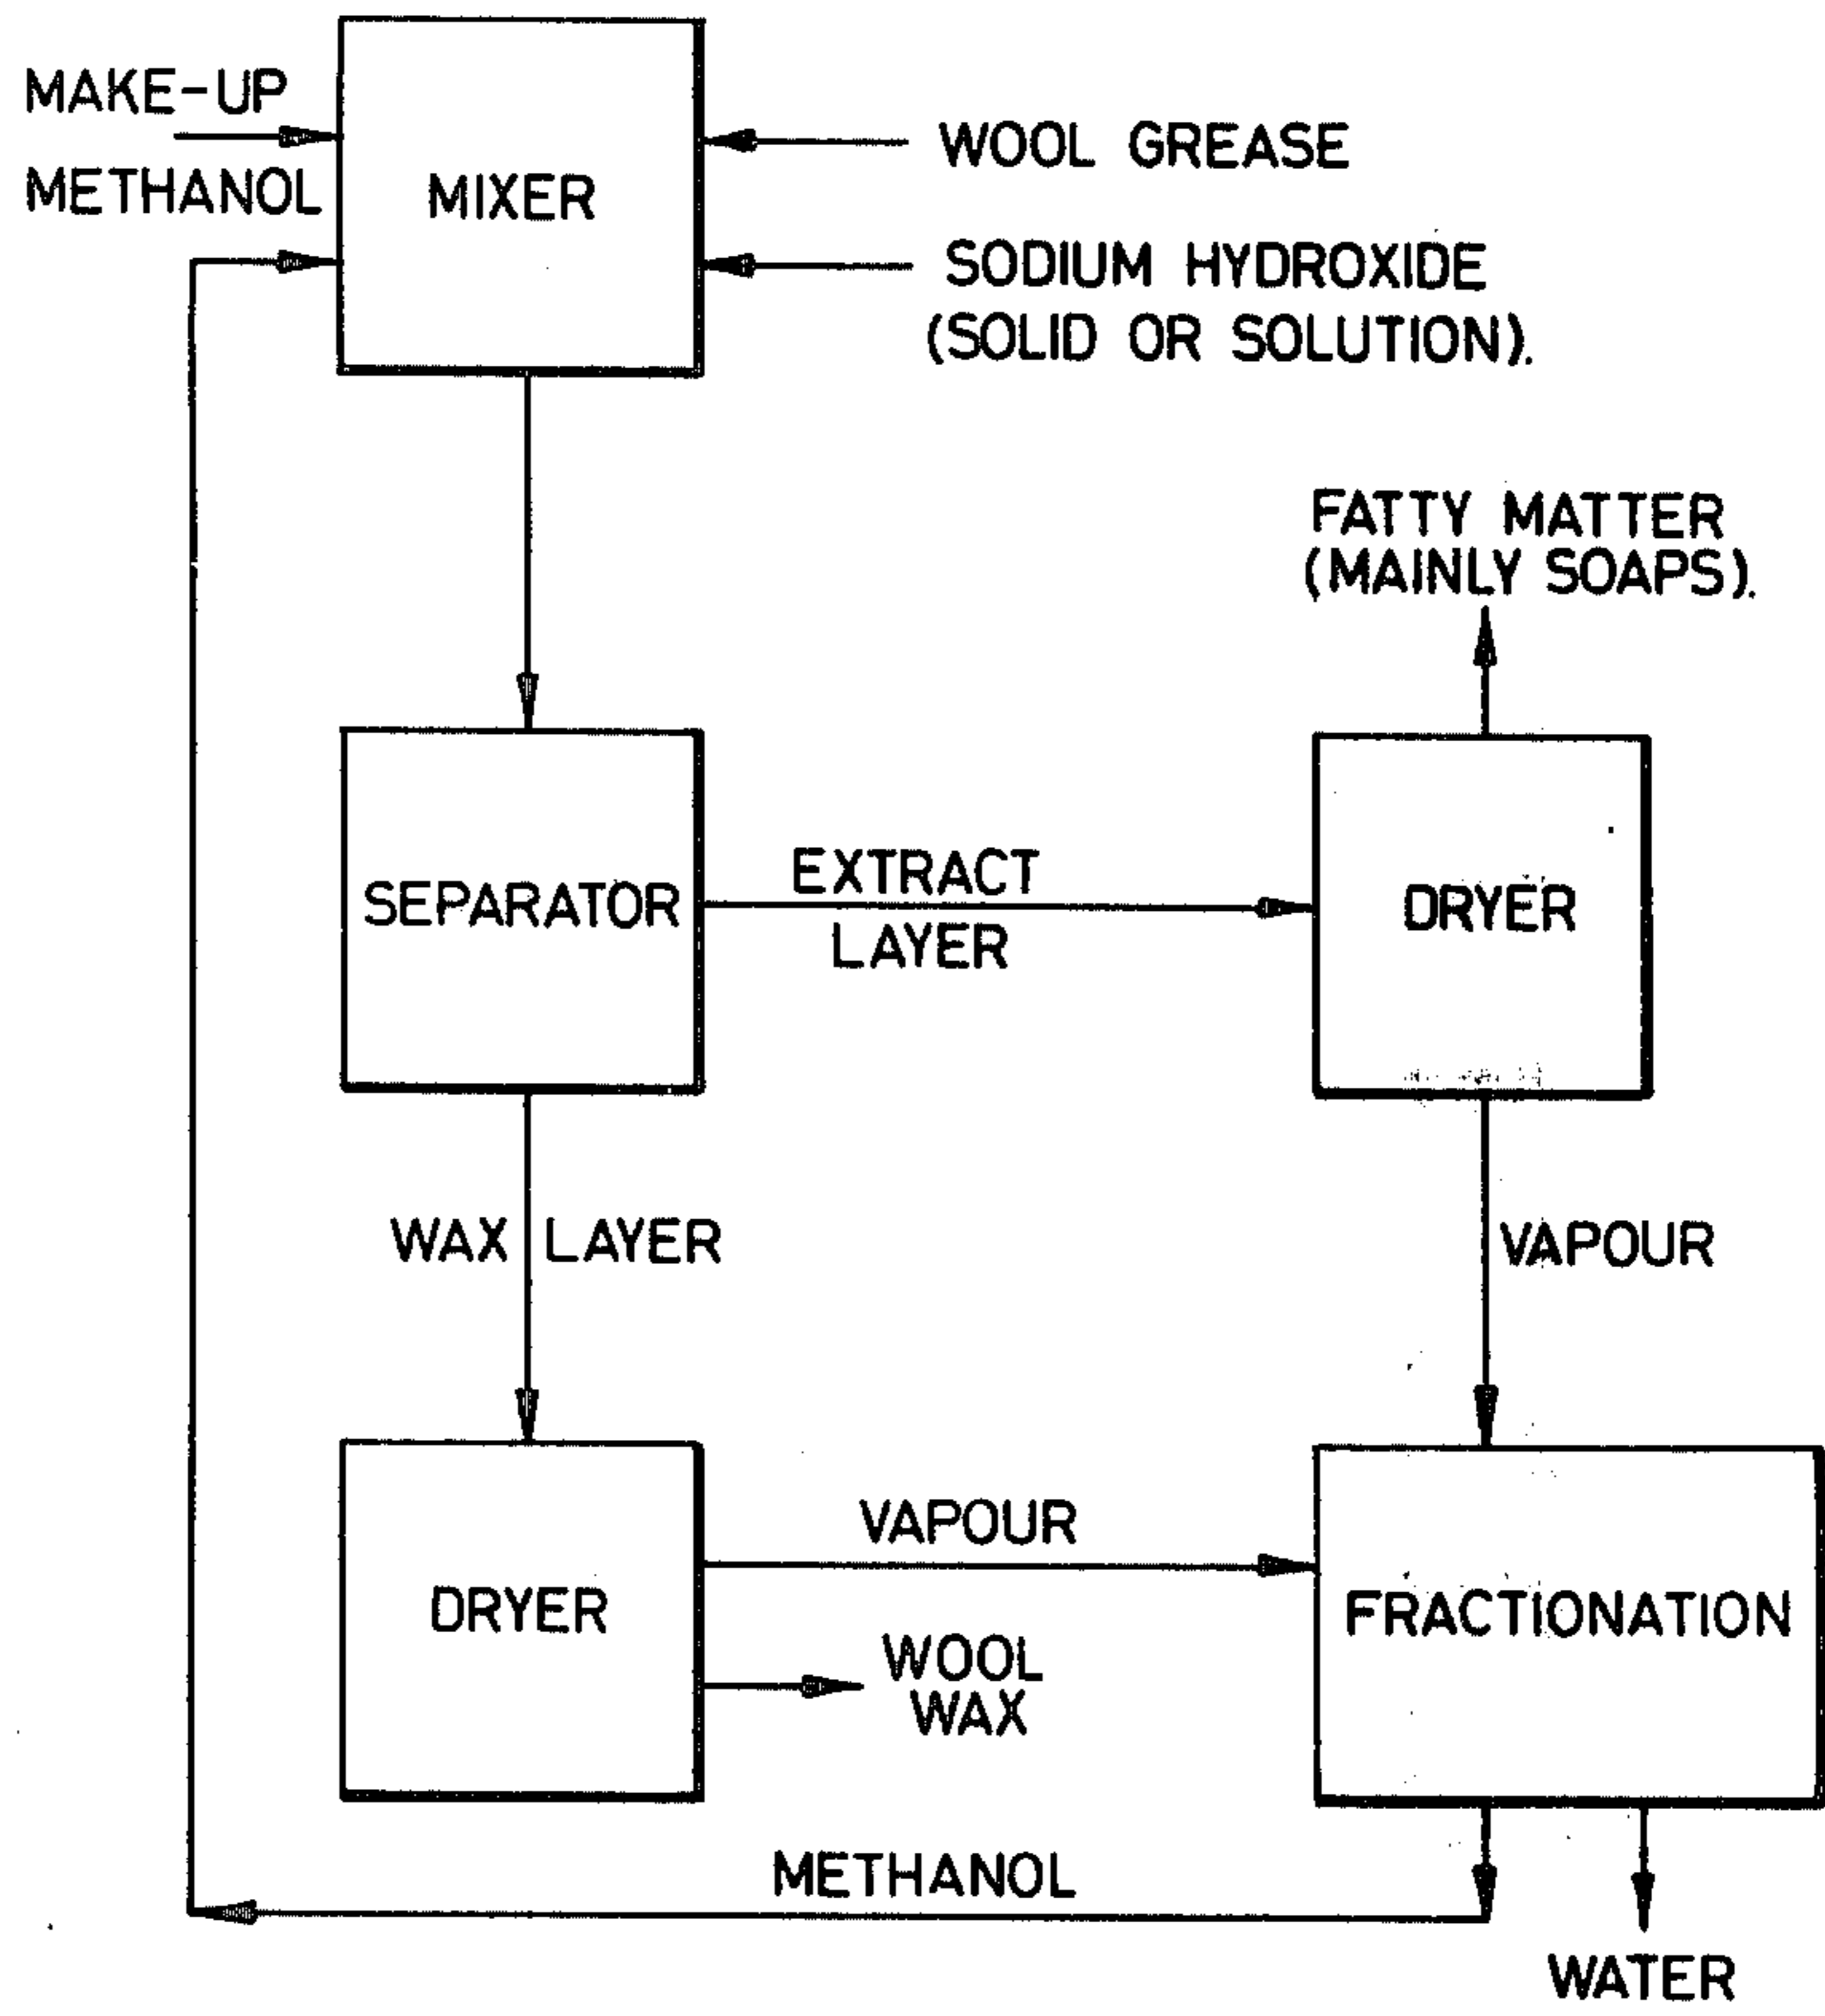 MAKE-UP
METHANOL
MIXER
WOOL GREASE
SODIUM HYDROXIDE
(SOLID OR SOLUTION).
FATTY MATTER
(MAINLY SOAPS).
SEPARATOR
EXTRACT
LAYER
DRYER
WAX LAYER
VAPOUR
DRYER
VAPOUR
WOOL
WAX
FRACTIONATION
METHANOL
WATER